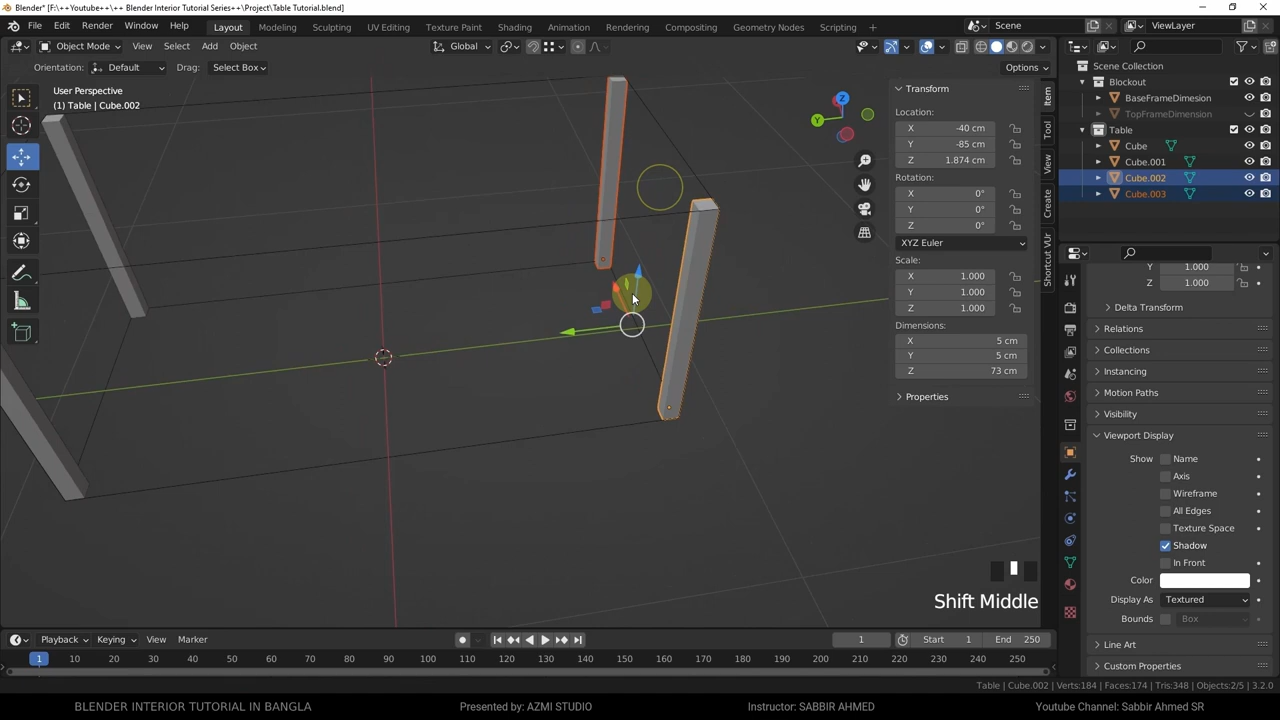 Blender* [F:\++Youtube++\++ Blender Interior Tutorial Series++\Project\Table Tutorial.blend]
File Edit Render Window Help Layout Modeling Sculpting UV Editing Texture Paint Shading Animation Rendering Compositing Geometry Nodes Scripting Scene ViewLayer
Object Mode View Select Add Object Global
Orientation: Default Drag: Select Box Options
User Perspective
(1) Table | Cube.002
Z
Y
Transform
Location:
X -40 cm
Y -85 cm
Z 1.874 cm
Rotation:
X 0°
Y 0°
Z 0°
XYZ Euler
Scale:
X 1.000
Y 1.000
Z 1.000
Dimensions:
X 5 cm
Y 5 cm
Z 73 cm
Properties
Item
Tool
View
Create
Shortcut VUr
Scene Collection
Blockout
BaseFrameDimesion
TopFrameDimension
Table
Cube
Cube.001
Cube.002
Cube.003
Y 1.000
Z 1.000
Delta Transform
Relations
Collections
Instancing
Motion Paths
Visibility
Viewport Display
Show Name
Axis
Wireframe
All Edges
Texture Space
Shadow
In Front
Color
Display As Textured
Bounds Box
Line Art
Custom Properties
Shift Middle
Playback Keying View Marker 1 Start 1 End 250
1 10 20 30 40 50 60 70 80 90 100 110 120 130 140 150 160 170 180 190 200 210 220 230 240 250
Table | Cube.002 | Verts:184 | Faces:174 | Tris:348 | Objects:2/5 | 3.2.0
BLENDER INTERIOR TUTORIAL IN BANGLA Presented by: AZMI STUDIO Instructor: SABBIR AHMED Youtube Channel: Sabbir Ahmed SR